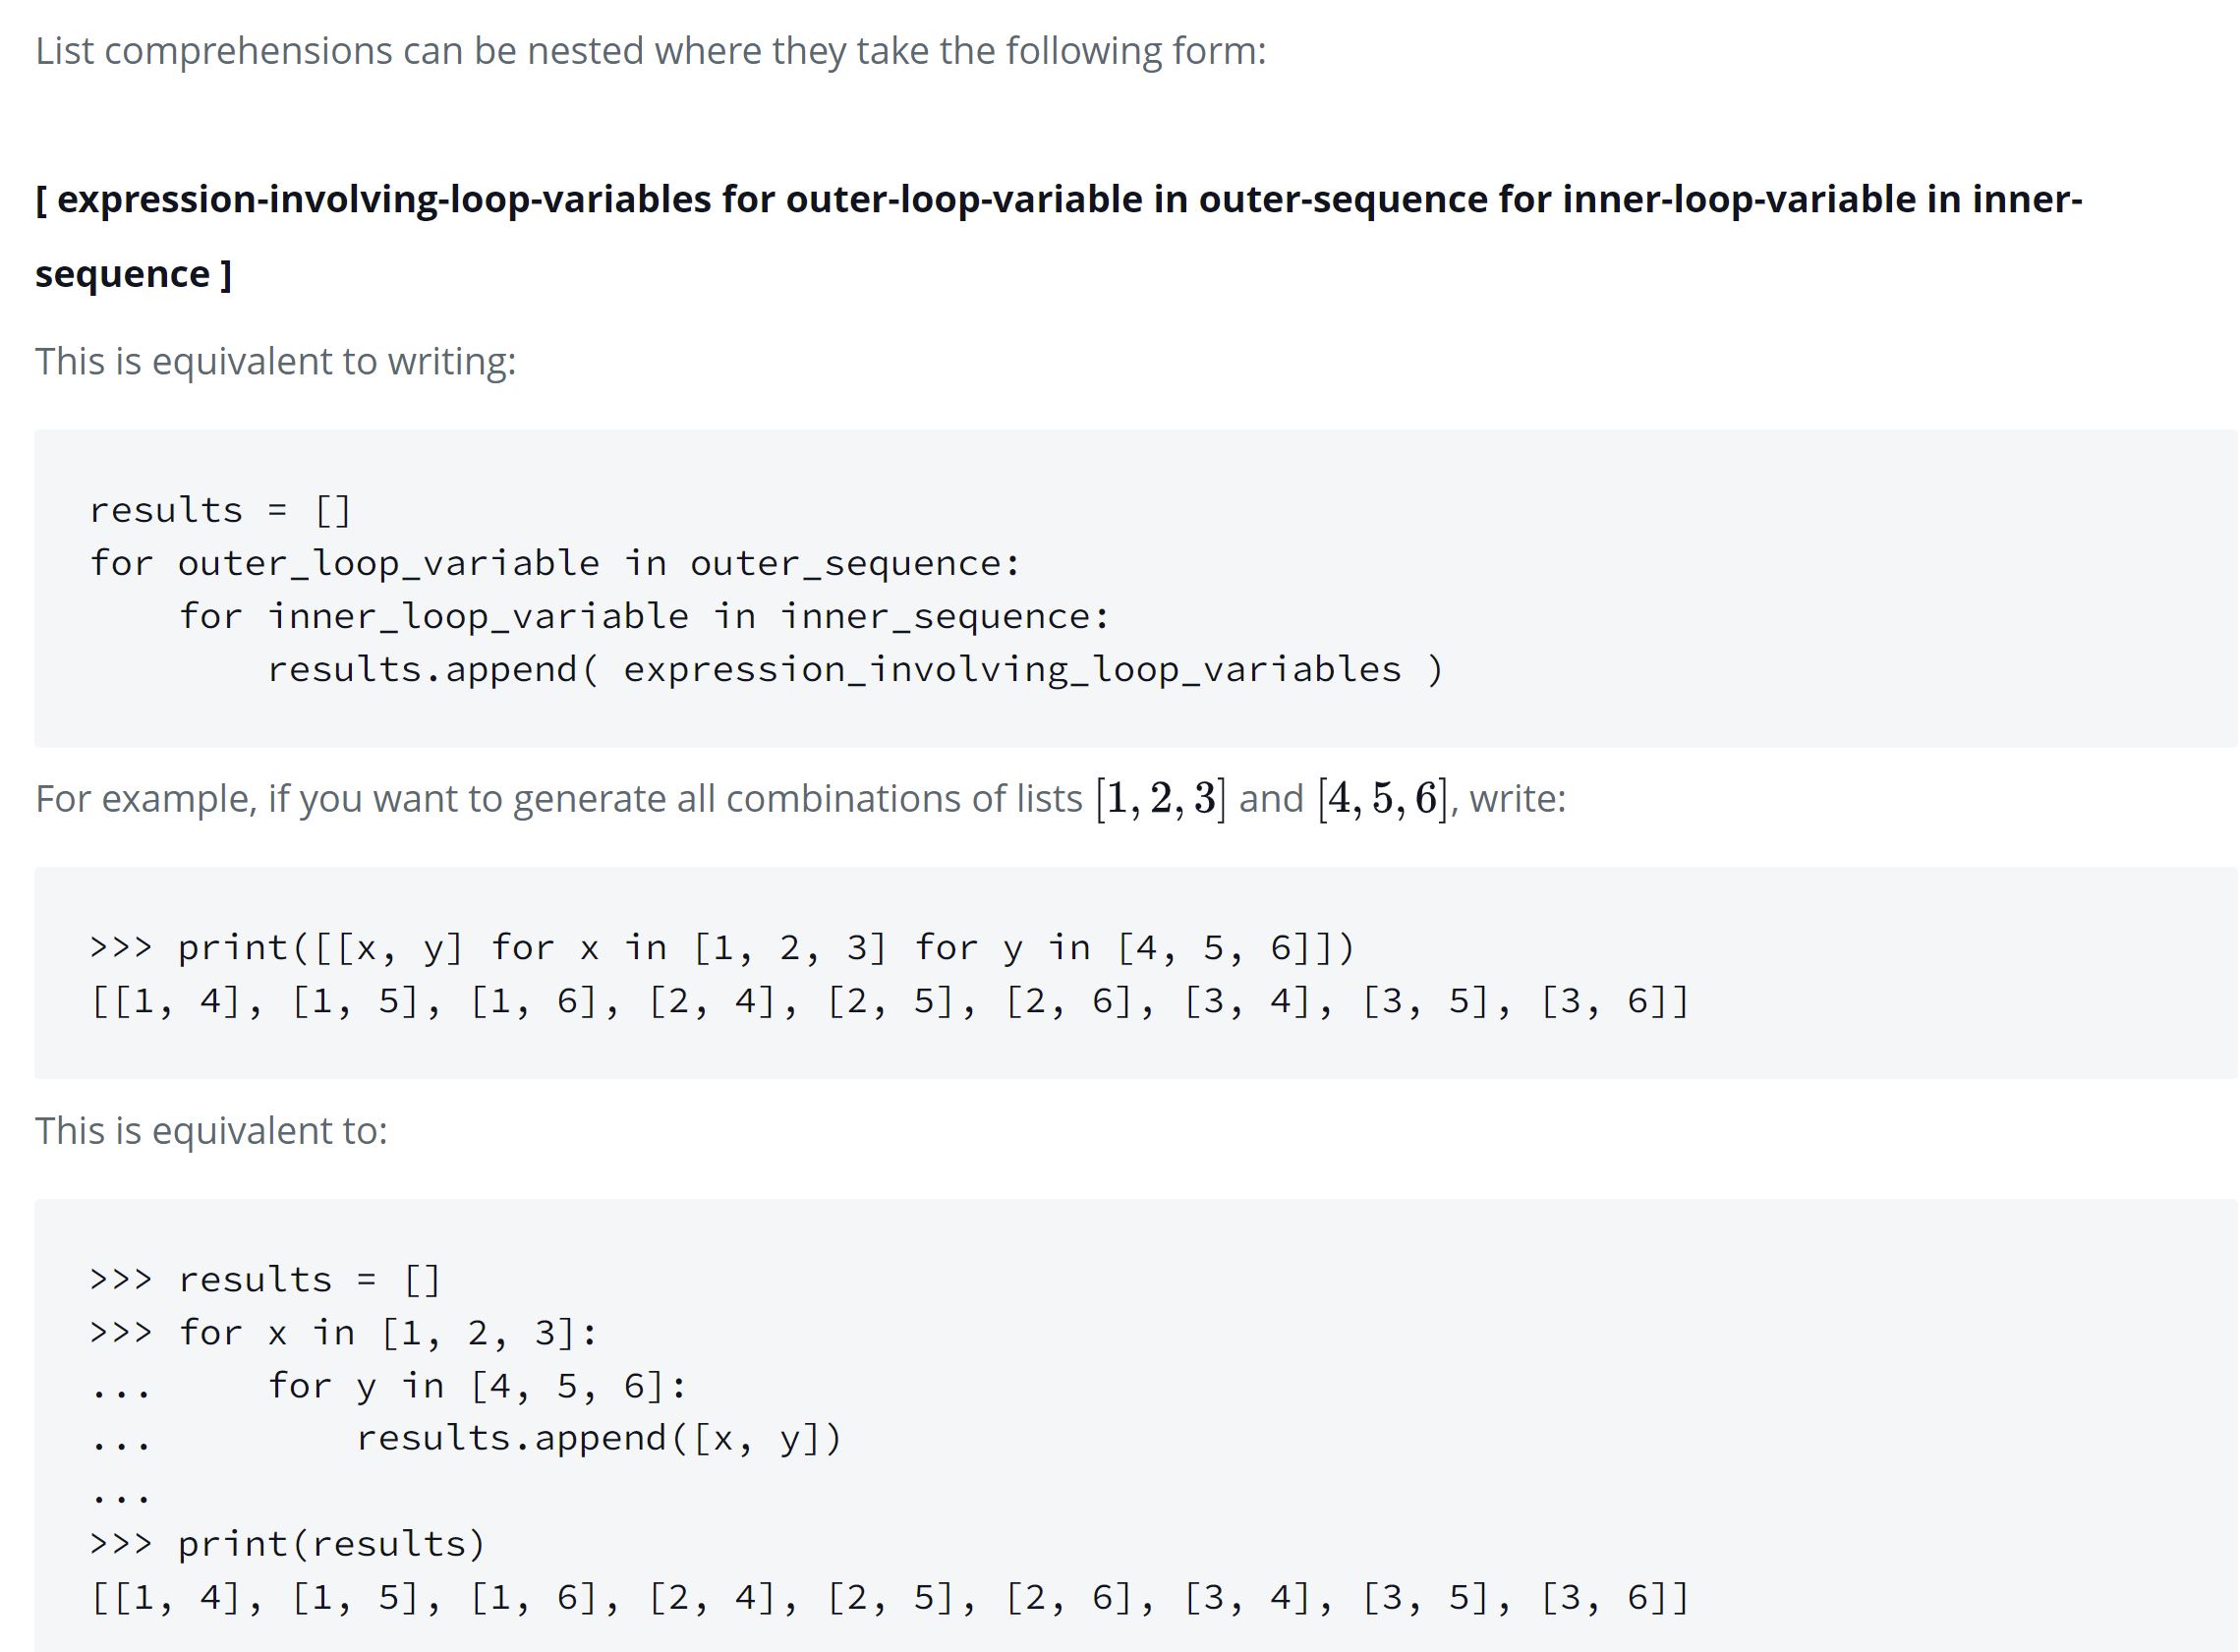 List comprehensions can be nested where they take the following form:
[ expression-involving-loop-variables for outer-loop-variable in outer-sequence for inner-loop-variable in inner-
sequence ]
This is equivalent to writing:
results = []
for outer_loop_variable in outer_sequence:
    for inner_loop_variable in inner_sequence:
        results.append( expression_involving_loop_variables )
For example, if you want to generate all combinations of lists [1, 2, 3] and [4, 5, 6], write:
>>> print([[x, y] for x in [1, 2, 3] for y in [4, 5, 6]])
[[1, 4], [1, 5], [1, 6], [2, 4], [2, 5], [2, 6], [3, 4], [3, 5], [3, 6]]
This is equivalent to:
>>> results = []
>>> for x in [1, 2, 3]:
...     for y in [4, 5, 6]:
...         results.append([x, y])
...
>>> print(results)
[[1, 4], [1, 5], [1, 6], [2, 4], [2, 5], [2, 6], [3, 4], [3, 5], [3, 6]]